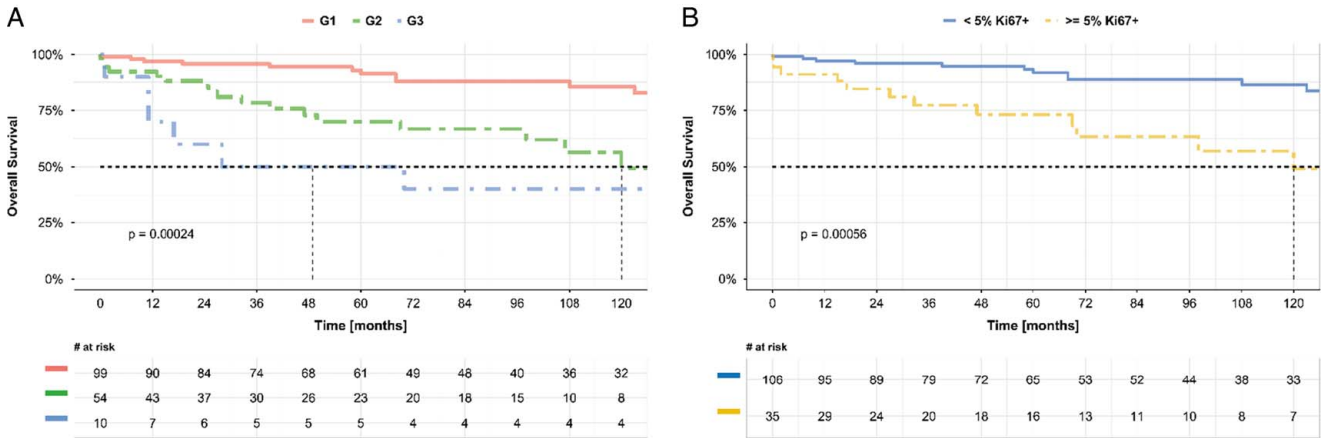 A
G1 G2 G3
Overall Survival
100%
75%
50%
25%
0%
p = 0.00024
0 12 24 36 48 60 72 84 96 108 120
Time [months]
# at risk
99 90 84 74 68 61 49 48 40 36 32
54 43 37 30 26 23 20 18 15 10 8
10 7 6 5 5 5 4 4 4 4 4
B
< 5% Ki67+ >= 5% Ki67+
Overall Survival
100%
75%
50%
25%
0%
p = 0.00056
0 12 24 36 48 60 72 84 96 108 120
Time [months]
# at risk
106 95 89 79 72 65 53 52 44 38 33
35 29 24 20 18 16 13 11 10 8 7